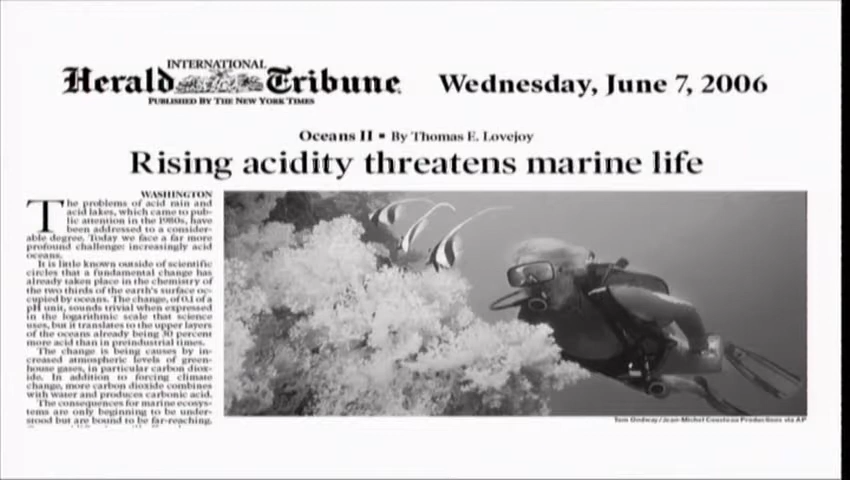 INTERNATIONAL
Herald Tribune
PUBLISHED BY THE NEW YORK TIMES
Wednesday, June 7, 2006
Oceans II ▪ By Thomas E. Lovejoy
Rising acidity threatens marine life
WASHINGTON
The problems of acid rain and
acid lakes, which came to pub-
lic attention in the 1980s, have
been addressed to a consider-
able degree. Today we face a far more
profound challenge: increasingly acid
oceans.
It is little known outside of scientific
circles that a fundamental change has
already taken place in the chemistry of
the two thirds of the earth's surface oc-
cupied by oceans. The change, of 0.1 of a
pH unit, sounds trivial when expressed
in the logarithmic scale that science
uses, but it translates to the upper layers
of the oceans already being 30 percent
more acid than in preindustrial times.
The change is being causes by in-
creased atmospheric levels of green-
house gases, in particular carbon diox-
ide. In addition to forcing climate
change, more carbon dioxide combines
with water and produces carbonic acid.
The consequences for marine ecosys-
tems are only beginning to be under-
stood but are bound to be far-reaching.
Tom Ordway/Jean-Michel Cousteau Productions via AP